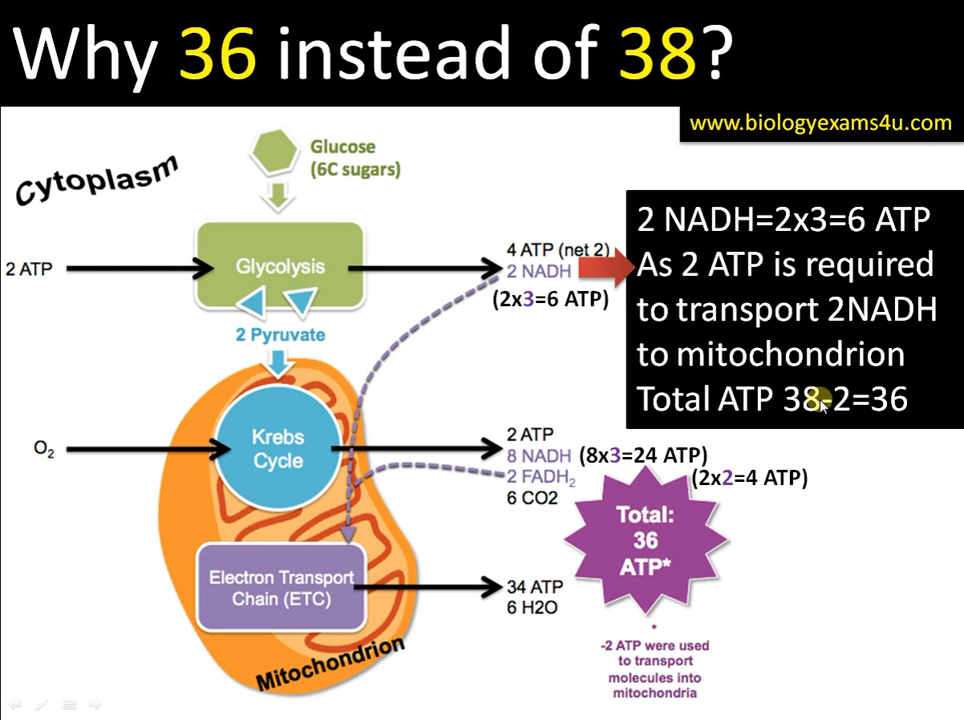 Why 36 instead of 38?
www.biologyexams4u.com
Cytoplasm
Glucose
(6C sugars)
2 ATP
Glycolysis
4 ATP (net 2)
2 NADH
(2x3=6 ATP)
2 NADH=2x3=6 ATP
As 2 ATP is required
to transport 2NADH
to mitochondrion
Total ATP 38-2=36
2 Pyruvate
O2
Krebs
Cycle
2 ATP
8 NADH (8x3=24 ATP)
2 FADH2 (2x2=4 ATP)
6 CO2
Total:
36
ATP*
Electron Transport
Chain (ETC)
34 ATP
6 H2O
Mitochondrion
*
-2 ATP were used
to transport
molecules into
mitochondria